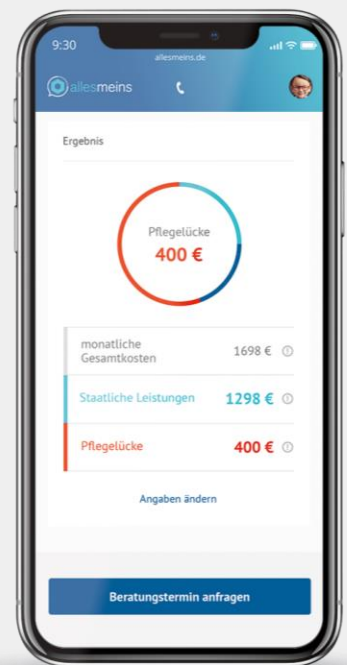 9:30
allesmeins.de
allesmeins
Ergebnis
Pflegelücke
400 €
monatliche
Gesamtkosten
1698 €
Staatliche Leistungen 1298 €
Pflegelücke 400 €
Angaben ändern
Beratungstermin anfragen